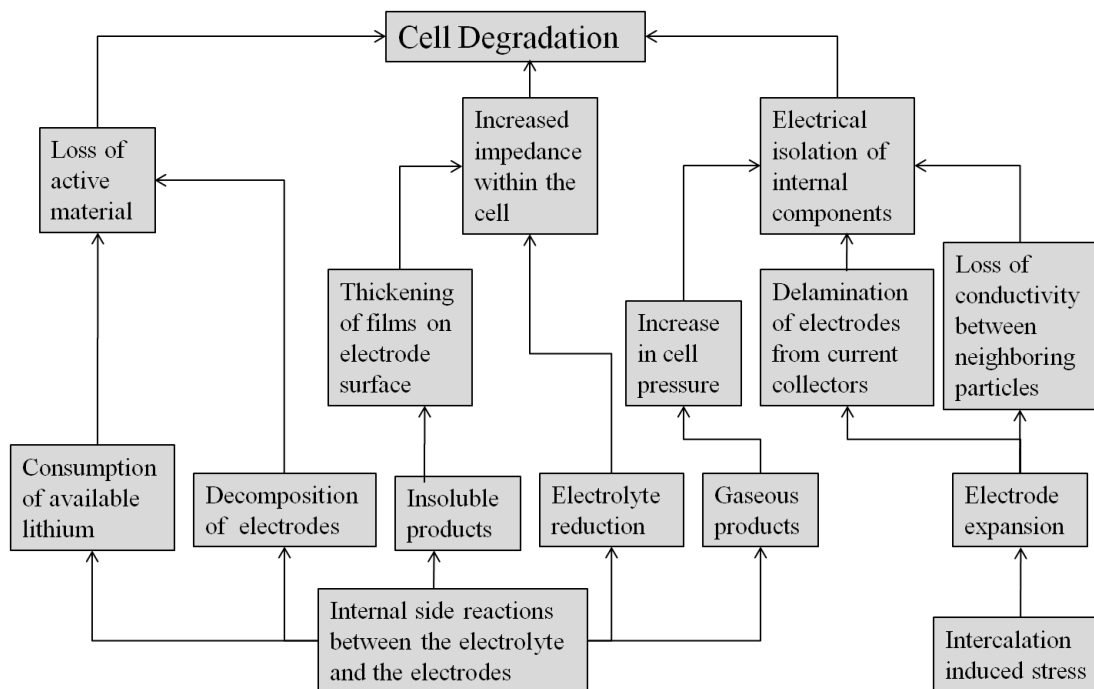 Cell Degradation
Loss of
active
material
Increased
impedance
within the
cell
Electrical
isolation of
internal
components
Thickening
of films on
electrode
surface
Increase
in cell
pressure
Delamination
of electrodes
from current
collectors
Loss of
conductivity
between
neighboring
particles
Consumption
of available
lithium
Decomposition
of electrodes
Insoluble
products
Electrolyte
reduction
Gaseous
products
Electrode
expansion
Internal side reactions
between the electrolyte
and the electrodes
Intercalation
induced stress